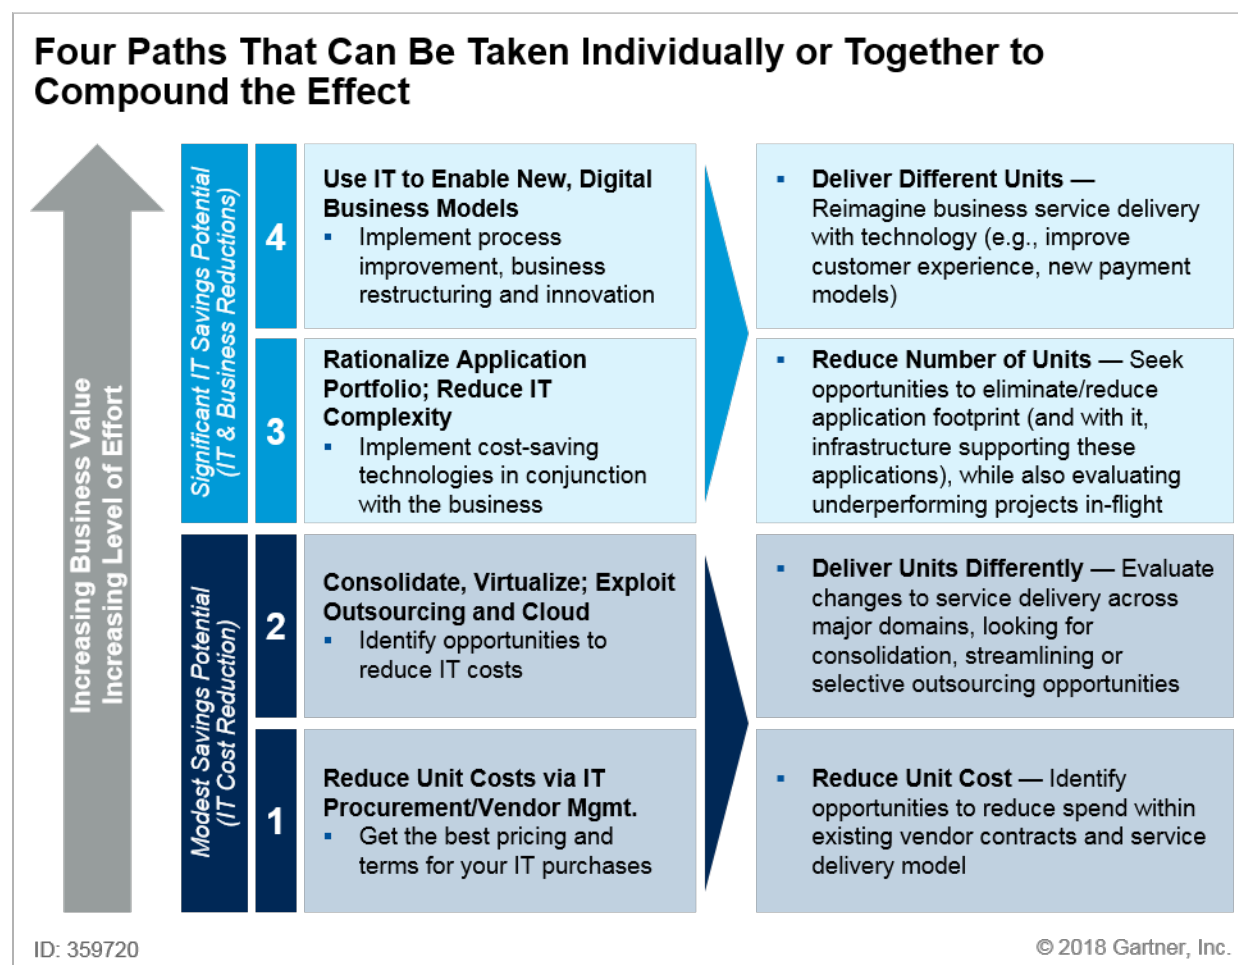 Four Paths That Can Be Taken Individually or Together to
Compound the Effect
Increasing Business Value
Increasing Level of Effort
Significant IT Savings Potential
(IT & Business Reductions)
4
Use IT to Enable New, Digital
Business Models
▪ Implement process
improvement, business
restructuring and innovation
▪ Deliver Different Units —
Reimagine business service delivery
with technology (e.g., improve
customer experience, new payment
models)
3
Rationalize Application
Portfolio; Reduce IT
Complexity
▪ Implement cost-saving
technologies in conjunction
with the business
▪ Reduce Number of Units — Seek
opportunities to eliminate/reduce
application footprint (and with it,
infrastructure supporting these
applications), while also evaluating
underperforming projects in-flight
Modest Savings Potential
(IT Cost Reduction)
2
Consolidate, Virtualize; Exploit
Outsourcing and Cloud
▪ Identify opportunities to
reduce IT costs
▪ Deliver Units Differently — Evaluate
changes to service delivery across
major domains, looking for
consolidation, streamlining or
selective outsourcing opportunities
1
Reduce Unit Costs via IT
Procurement/Vendor Mgmt.
▪ Get the best pricing and
terms for your IT purchases
▪ Reduce Unit Cost — Identify
opportunities to reduce spend within
existing vendor contracts and service
delivery model
ID: 359720
© 2018 Gartner, Inc.